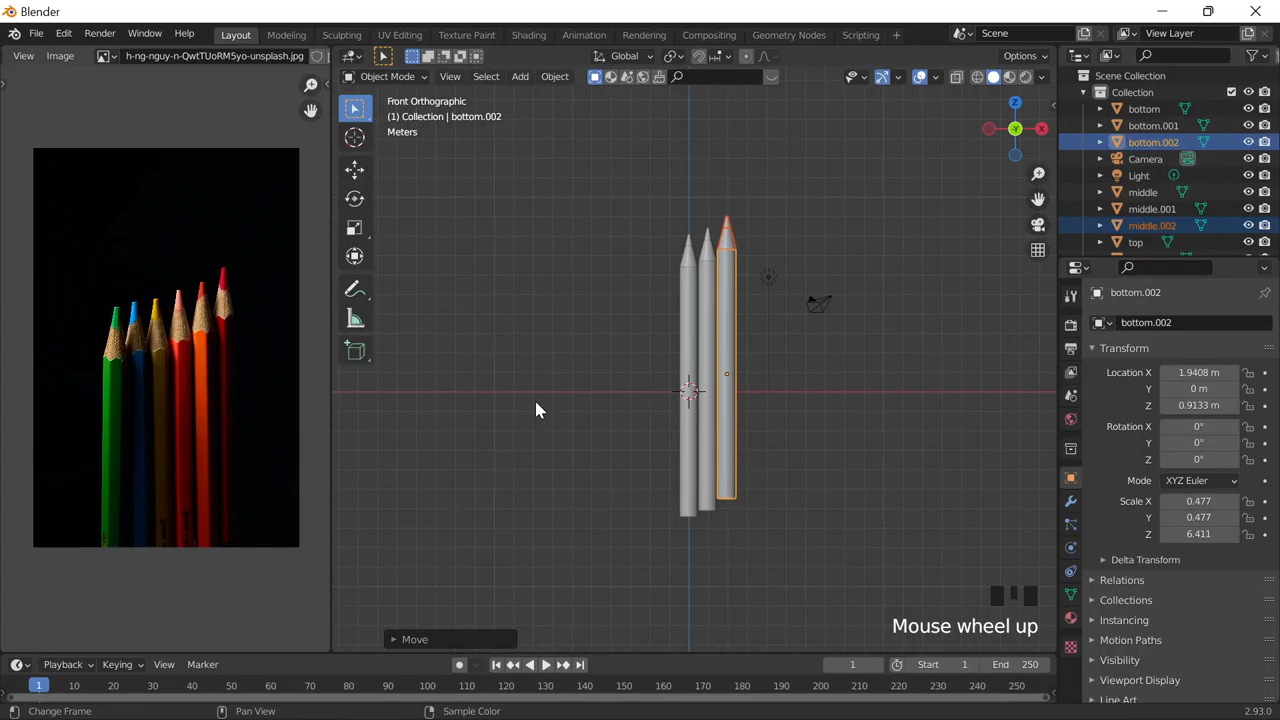 Blender
File Edit Render Window Help Layout Modeling Sculpting UV Editing Texture Paint Shading Animation Rendering Compositing Geometry Nodes Scripting + Scene View Layer
View Image h-ng-nguy-n-QwtTUoRM5yo-unsplash.jpg Global Options
Object Mode View Select Add Object
Front Orthographic
(1) Collection | bottom.002
Meters
Z
X
-Y
Scene Collection
Collection
bottom
bottom.001
bottom.002
Camera
Light
middle
middle.001
middle.002
top
bottom.002
bottom.002
Transform
Location X 1.9408 m
Y 0 m
Z 0.9133 m
Rotation X 0°
Y 0°
Z 0°
Mode XYZ Euler
Scale X 0.477
Y 0.477
Z 6.411
Delta Transform
Relations
Collections
Instancing
Motion Paths
Visibility
Viewport Display
Line Art
Mouse wheel up
Move
Playback Keying View Marker 1 Start 1 End 250
1 10 20 30 40 50 60 70 80 90 100 110 120 130 140 150 160 170 180 190 200 210 220 230 240 250
Change Frame Pan View Sample Color 2.93.0